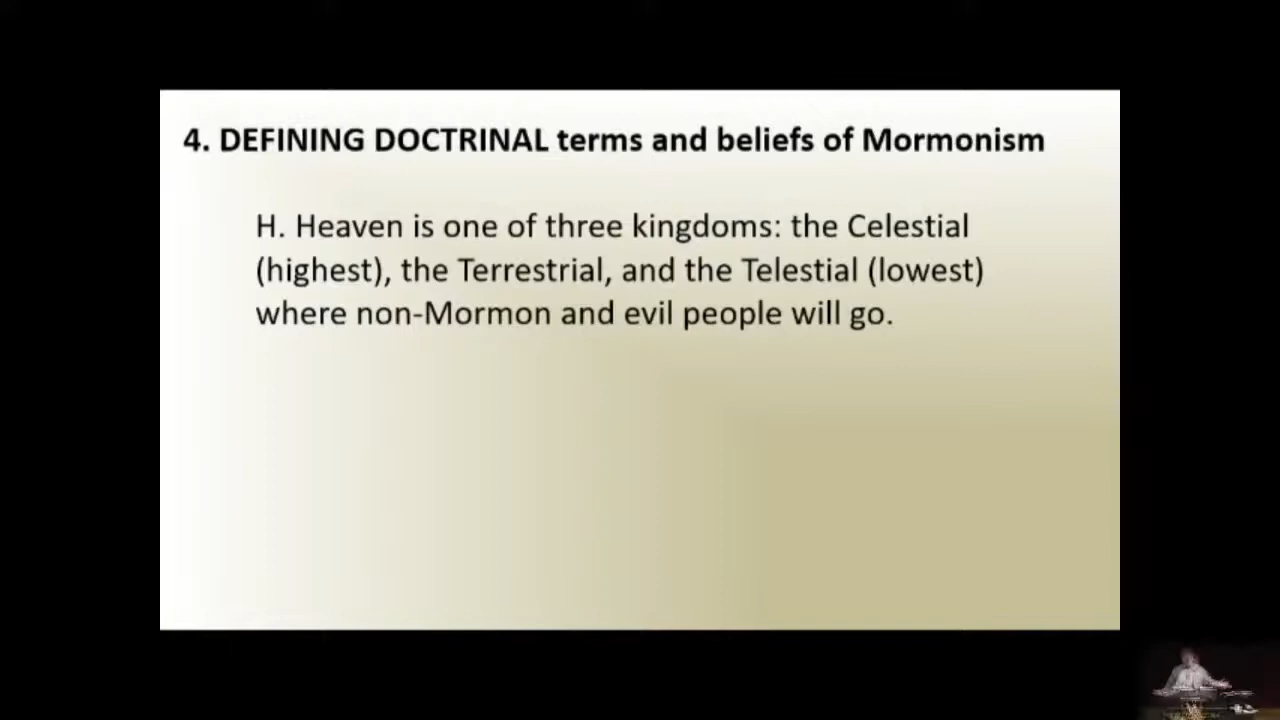 4. DEFINING DOCTRINAL terms and beliefs of Mormonism
H. Heaven is one of three kingdoms: the Celestial
(highest), the Terrestrial, and the Telestial (lowest)
where non-Mormon and evil people will go.